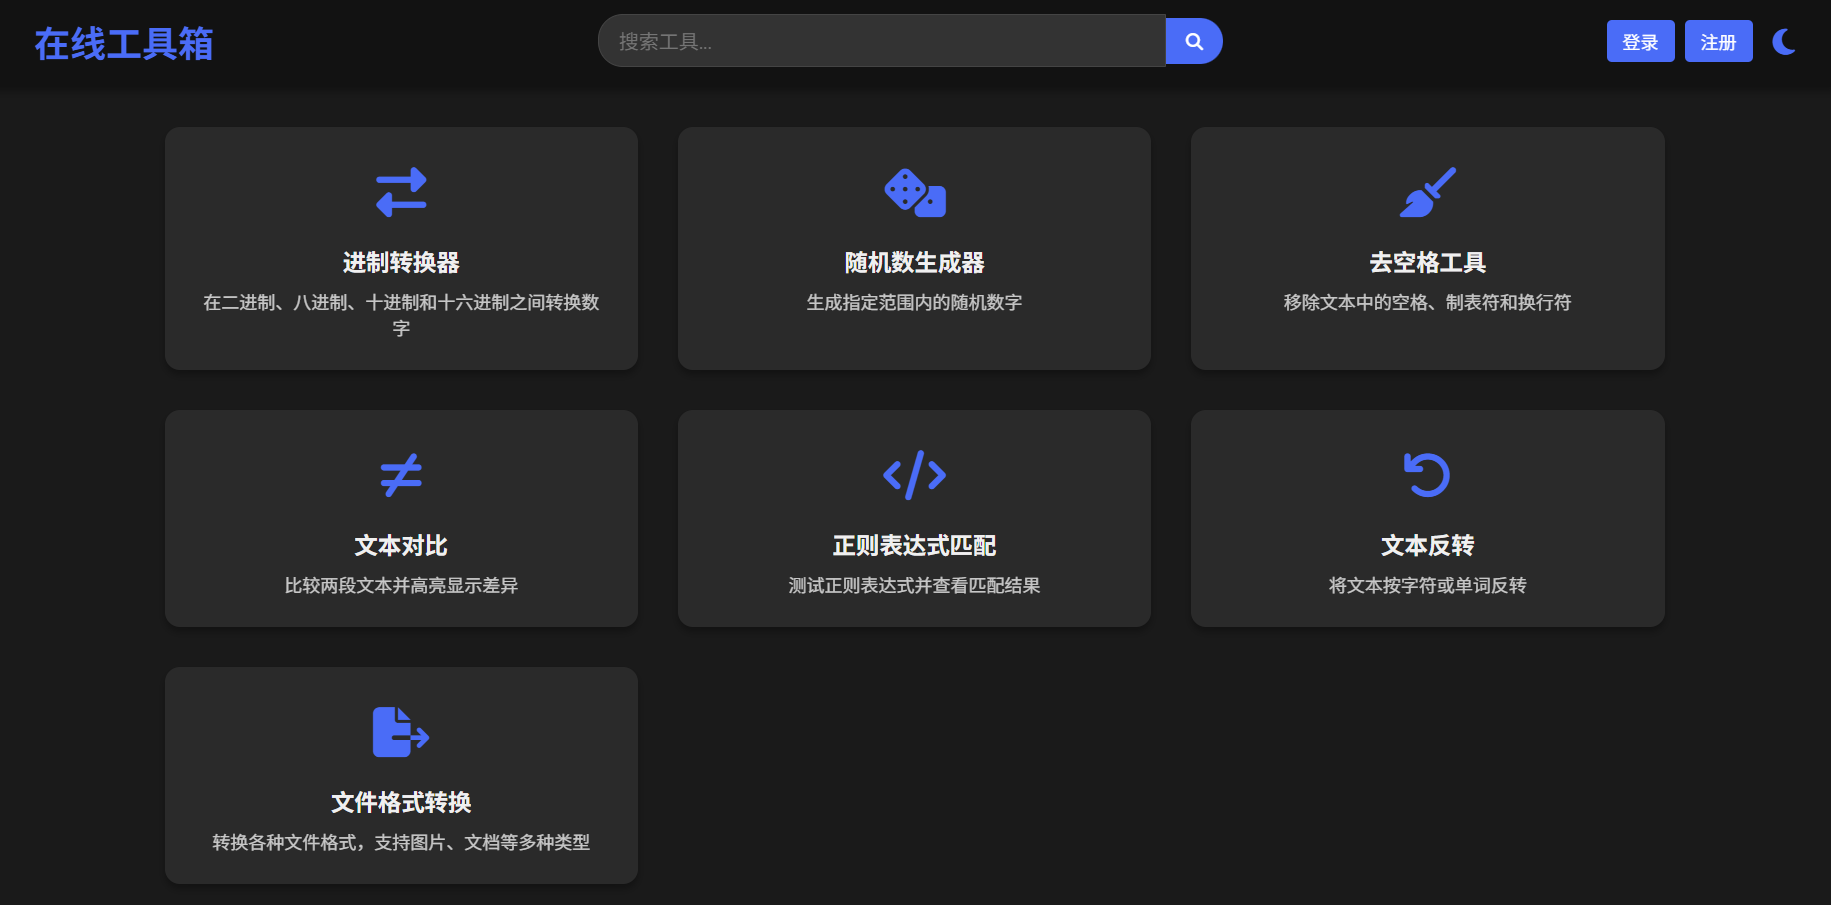 在线工具箱
搜索工具...
登录
注册
进制转换器
在二进制、八进制、十进制和十六进制之间转换数
字
随机数生成器
生成指定范围内的随机数字
去空格工具
移除文本中的空格、制表符和换行符
文本对比
比较两段文本并高亮显示差异
正则表达式匹配
测试正则表达式并查看匹配结果
文本反转
将文本按字符或单词反转
文件格式转换
转换各种文件格式，支持图片、文档等多种类型